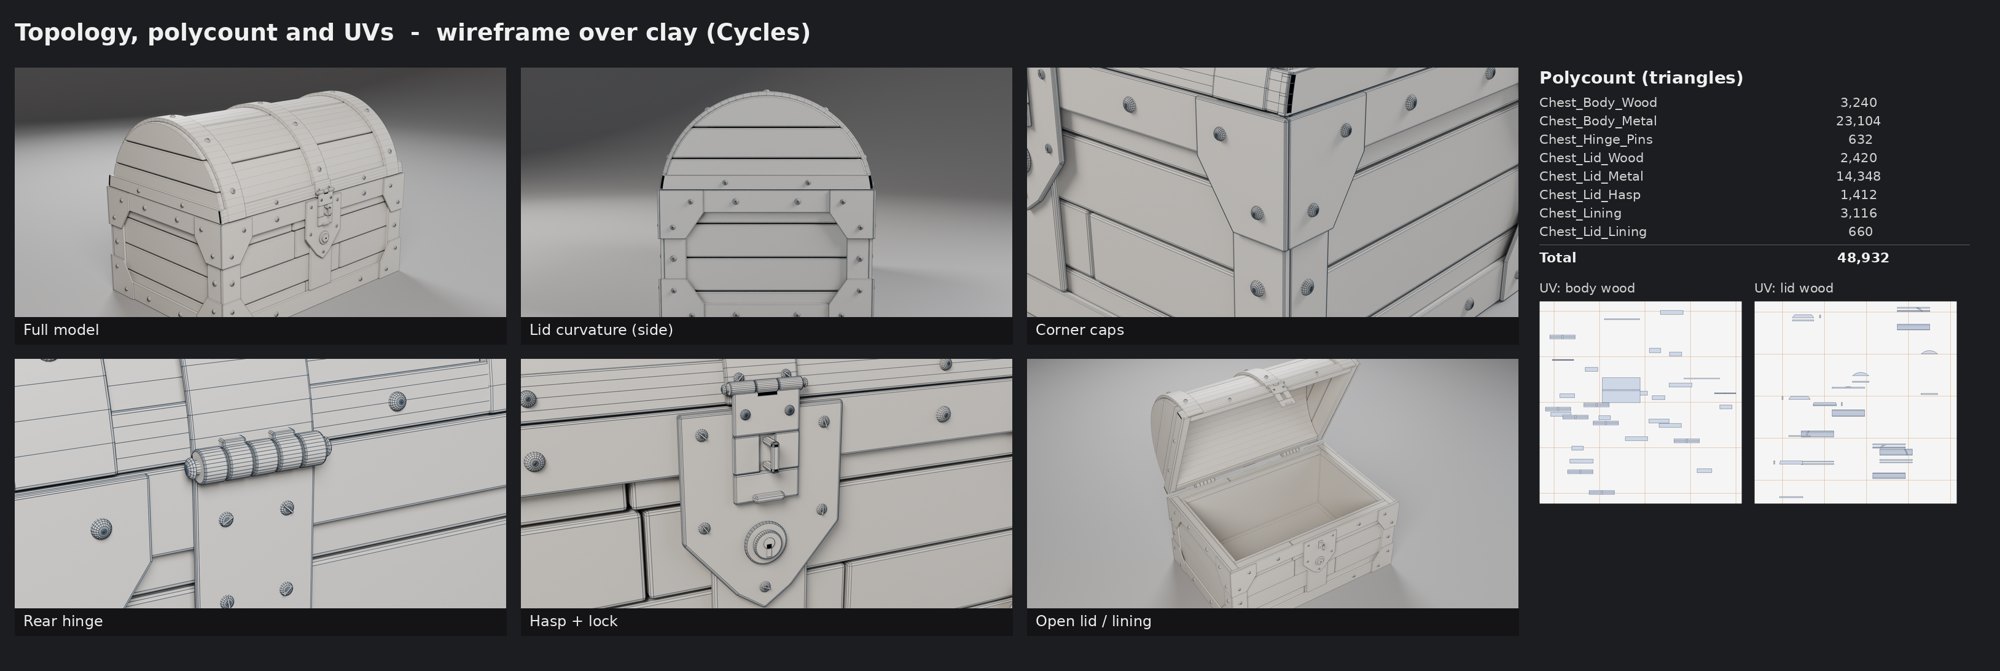 Topology, polycount and UVs  -  wireframe over clay (Cycles)
Full model
Lid curvature (side)
Corner caps
Rear hinge
Hasp + lock
Open lid / lining
Polycount (triangles)
Chest_Body_Wood 3,240
Chest_Body_Metal 23,104
Chest_Hinge_Pins 632
Chest_Lid_Wood 2,420
Chest_Lid_Metal 14,348
Chest_Lid_Hasp 1,412
Chest_Lining 3,116
Chest_Lid_Lining 660
Total 48,932
UV: body wood
UV: lid wood